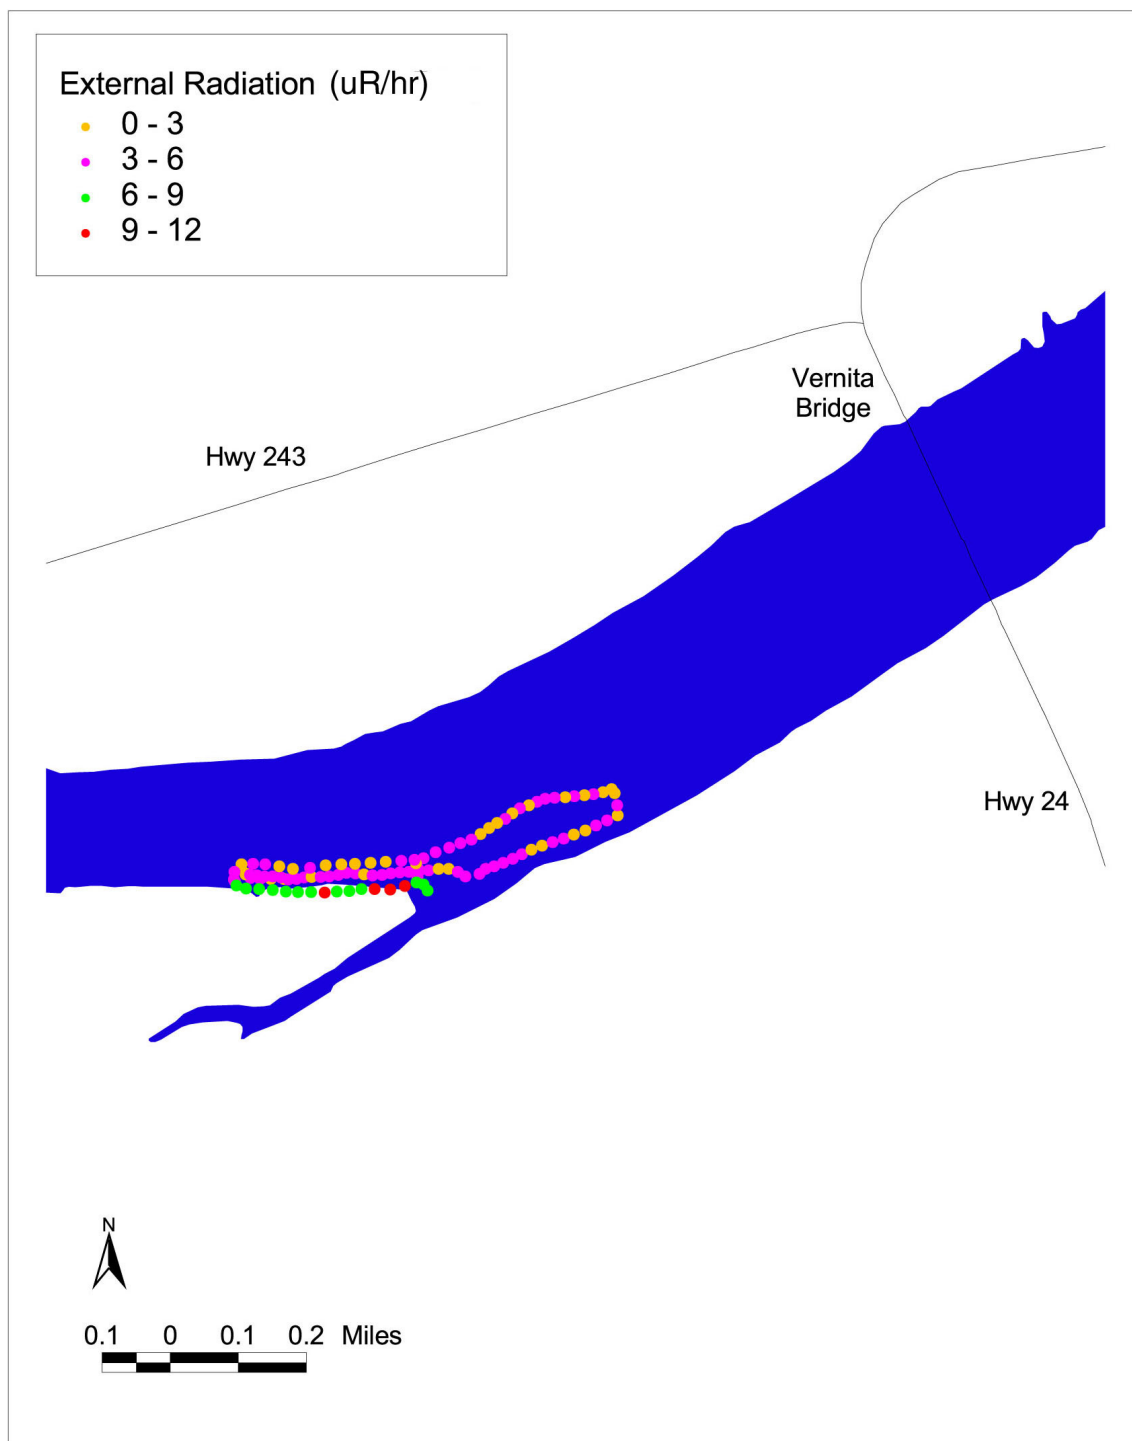 External Radiation (uR/hr)
0 - 3
3 - 6
6 - 9
9 - 12
Vernita
Bridge
Hwy 243
Hwy 24
N
0.1 0 0.1 0.2 Miles